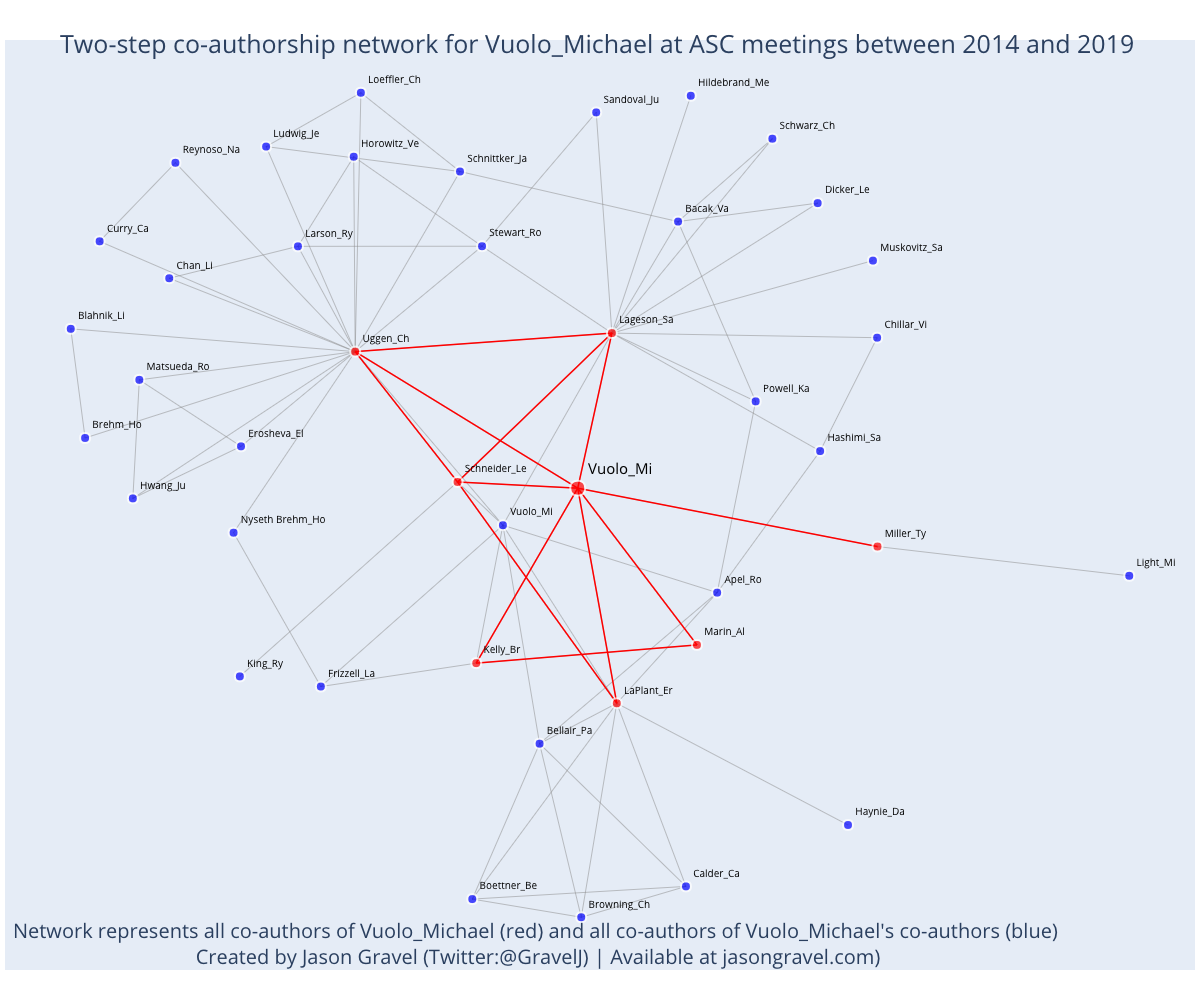 Two-step co-authorship network for Vuolo_Michael at ASC meetings between 2014 and 2019
Loeffler_Ch
Hildebrand_Me
Sandoval_Ju
Schwarz_Ch
Ludwig_Je
Horowitz_Ve
Reynoso_Na
Schnittker_Ja
Dicker_Le
Bacak_Va
Curry_Ca
Larson_Ry
Stewart_Ro
Muskovitz_Sa
Chan_Li
Blahnik_Li
Lageson_Sa
Chillar_Vi
Uggen_Ch
Matsueda_Ro
Powell_Ka
Brehm_Ho
Erosheva_El
Hashimi_Sa
Schneider_Le
Vuolo_Mi
Hwang_Ju
Nyseth Brehm_Ho
Vuolo_Mi
Miller_Ty
Light_Mi
Apel_Ro
Marin_Al
Kelly_Br
King_Ry
Frizzell_La
LaPlant_Er
Bellair_Pa
Haynie_Da
Calder_Ca
Boettner_Be
Browning_Ch
Network represents all co-authors of Vuolo_Michael (red) and all co-authors of Vuolo_Michael's co-authors (blue)
Created by Jason Gravel (Twitter:@GravelJ) | Available at jasongravel.com)